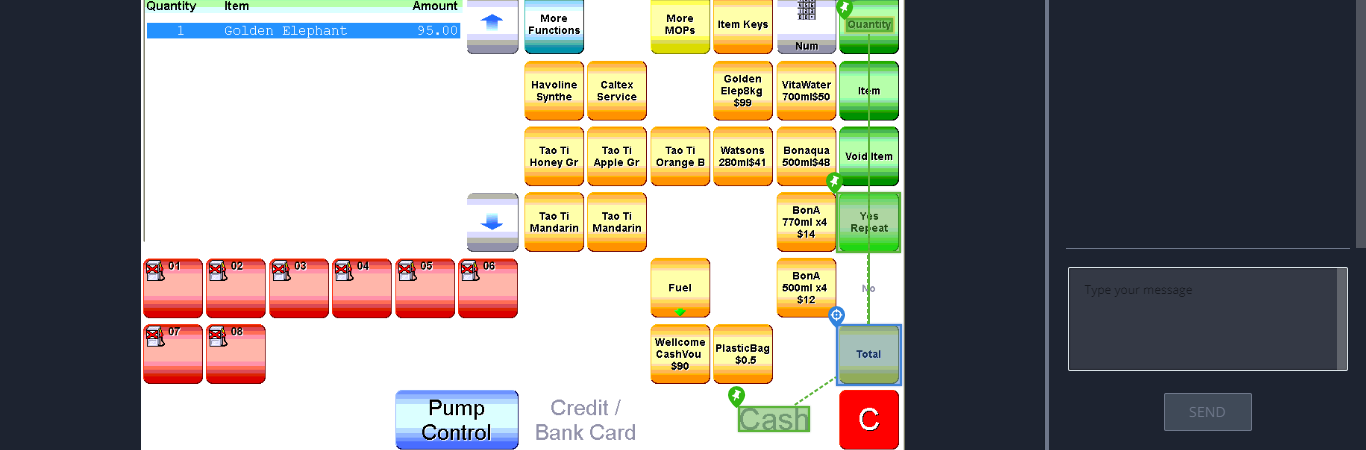 Quantity Item Amount
1 Golden Elephant 95.00
More
Functions
More
MOPs
Item Keys
Num
Quantity
Havoline
Synthe
Caltex
Service
Golden
Elep8kg
$99
VitaWater
700ml$50
Item
Tao Ti
Honey Gr
Tao Ti
Apple Gr
Tao Ti
Orange B
Watsons
280ml$41
Bonaqua
500ml$48
Void Item
Tao Ti
Mandarin
Tao Ti
Mandarin
BonA
770ml x4
$14
Yes
Repeat
01 02 03 04 05 06
Fuel
BonA
500ml x4
$12
No
07 08
Wellcome
CashVou
$90
PlasticBag
$0.5
Total
Pump
Control
Credit /
Bank Card
Cash
C
Type your message
SEND